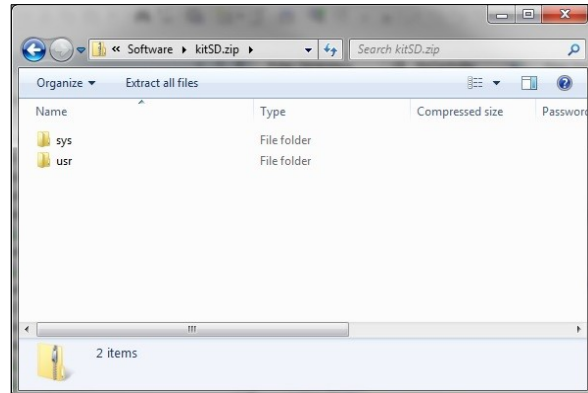 « Software ▸ kitSD.zip ▸ Search kitSD.zip
Organize ▾ Extract all files
Name Type Compressed size Password
sys File folder
usr File folder
2 items